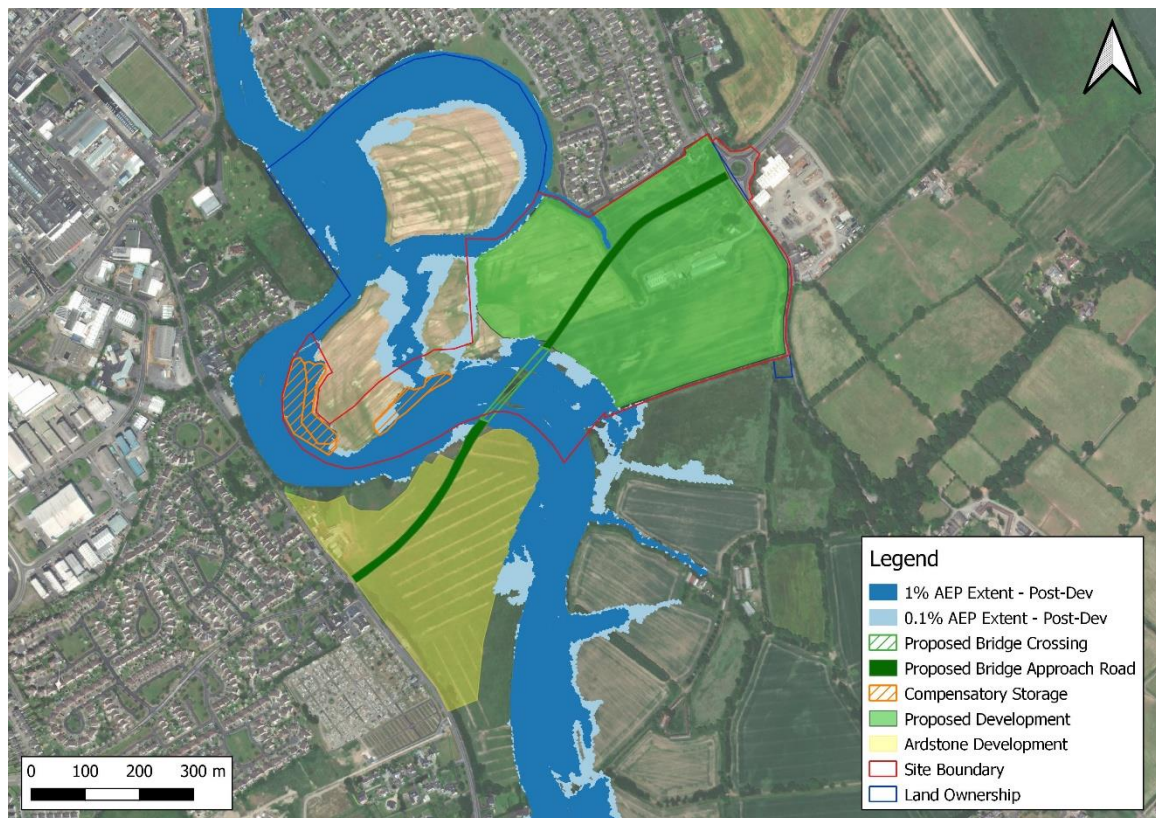 Legend
1% AEP Extent - Post-Dev
0.1% AEP Extent - Post-Dev
Proposed Bridge Crossing
Proposed Bridge Approach Road
Compensatory Storage
Proposed Development
Ardstone Development
Site Boundary
Land Ownership
0 100 200 300 m